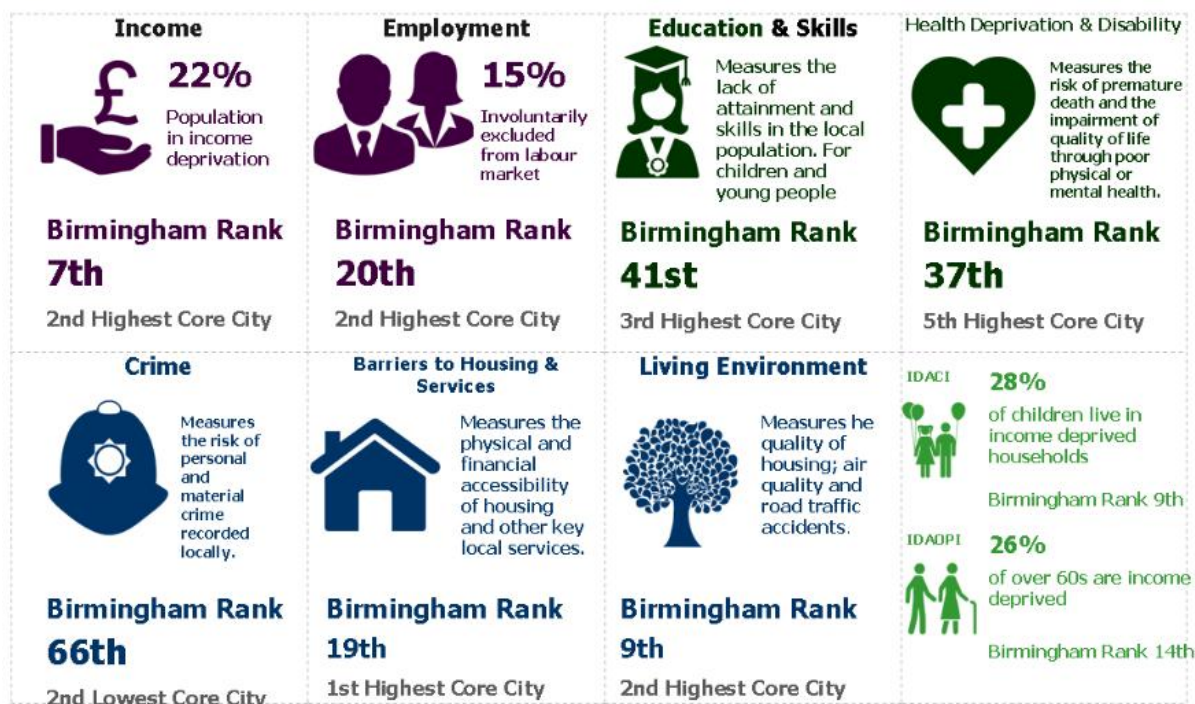 Income
£
22%
Population
in income
deprivation
Birmingham Rank
7th
2nd Highest Core City
Employment
15%
Involuntarily
excluded
from labour
market
Birmingham Rank
20th
2nd Highest Core City
Education & Skills
Measures the
lack of
attainment and
skills in the local
population. For
children and
young people
Birmingham Rank
41st
3rd Highest Core City
Health Deprivation & Disability
Measures the
risk of premature
death and the
impairment of
quality of life
through poor
physical or
mental health.
Birmingham Rank
37th
5th Highest Core City
Crime
Measures
the risk of
personal
and
material
crime
recorded
locally.
Birmingham Rank
66th
2nd Lowest Core City
Barriers to Housing &
Services
Measures the
physical and
financial
accessibility
of housing
and other key
local services.
Birmingham Rank
19th
1st Highest Core City
Living Environment
Measures he
quality of
housing; air
quality and
road traffic
accidents.
Birmingham Rank
9th
2nd Highest Core City
IDACI
28%
of children live in
income deprived
households
Birmingham Rank 9th
IDAOPI
26%
of over 60s are income
deprived
Birmingham Rank 14th